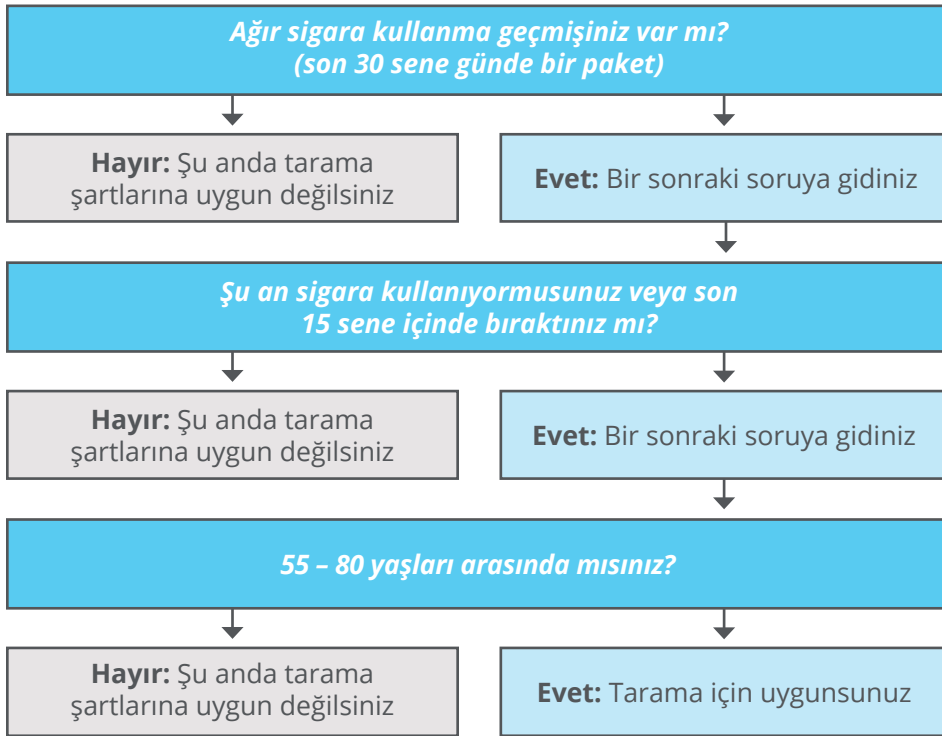 Ağır sigara kullanma geçmişiniz var mı?
(son 30 sene günde bir paket)
Hayır: Şu anda tarama
şartlarına uygun değilsiniz
Evet: Bir sonraki soruya gidiniz
Şu an sigara kullanıyormusunuz veya son
15 sene içinde bıraktınız mı?
Hayır: Şu anda tarama
şartlarına uygun değilsiniz
Evet: Bir sonraki soruya gidiniz
55 – 80 yaşları arasında mısınız?
Hayır: Şu anda tarama
şartlarına uygun değilsiniz
Evet: Tarama için uygunsunuz